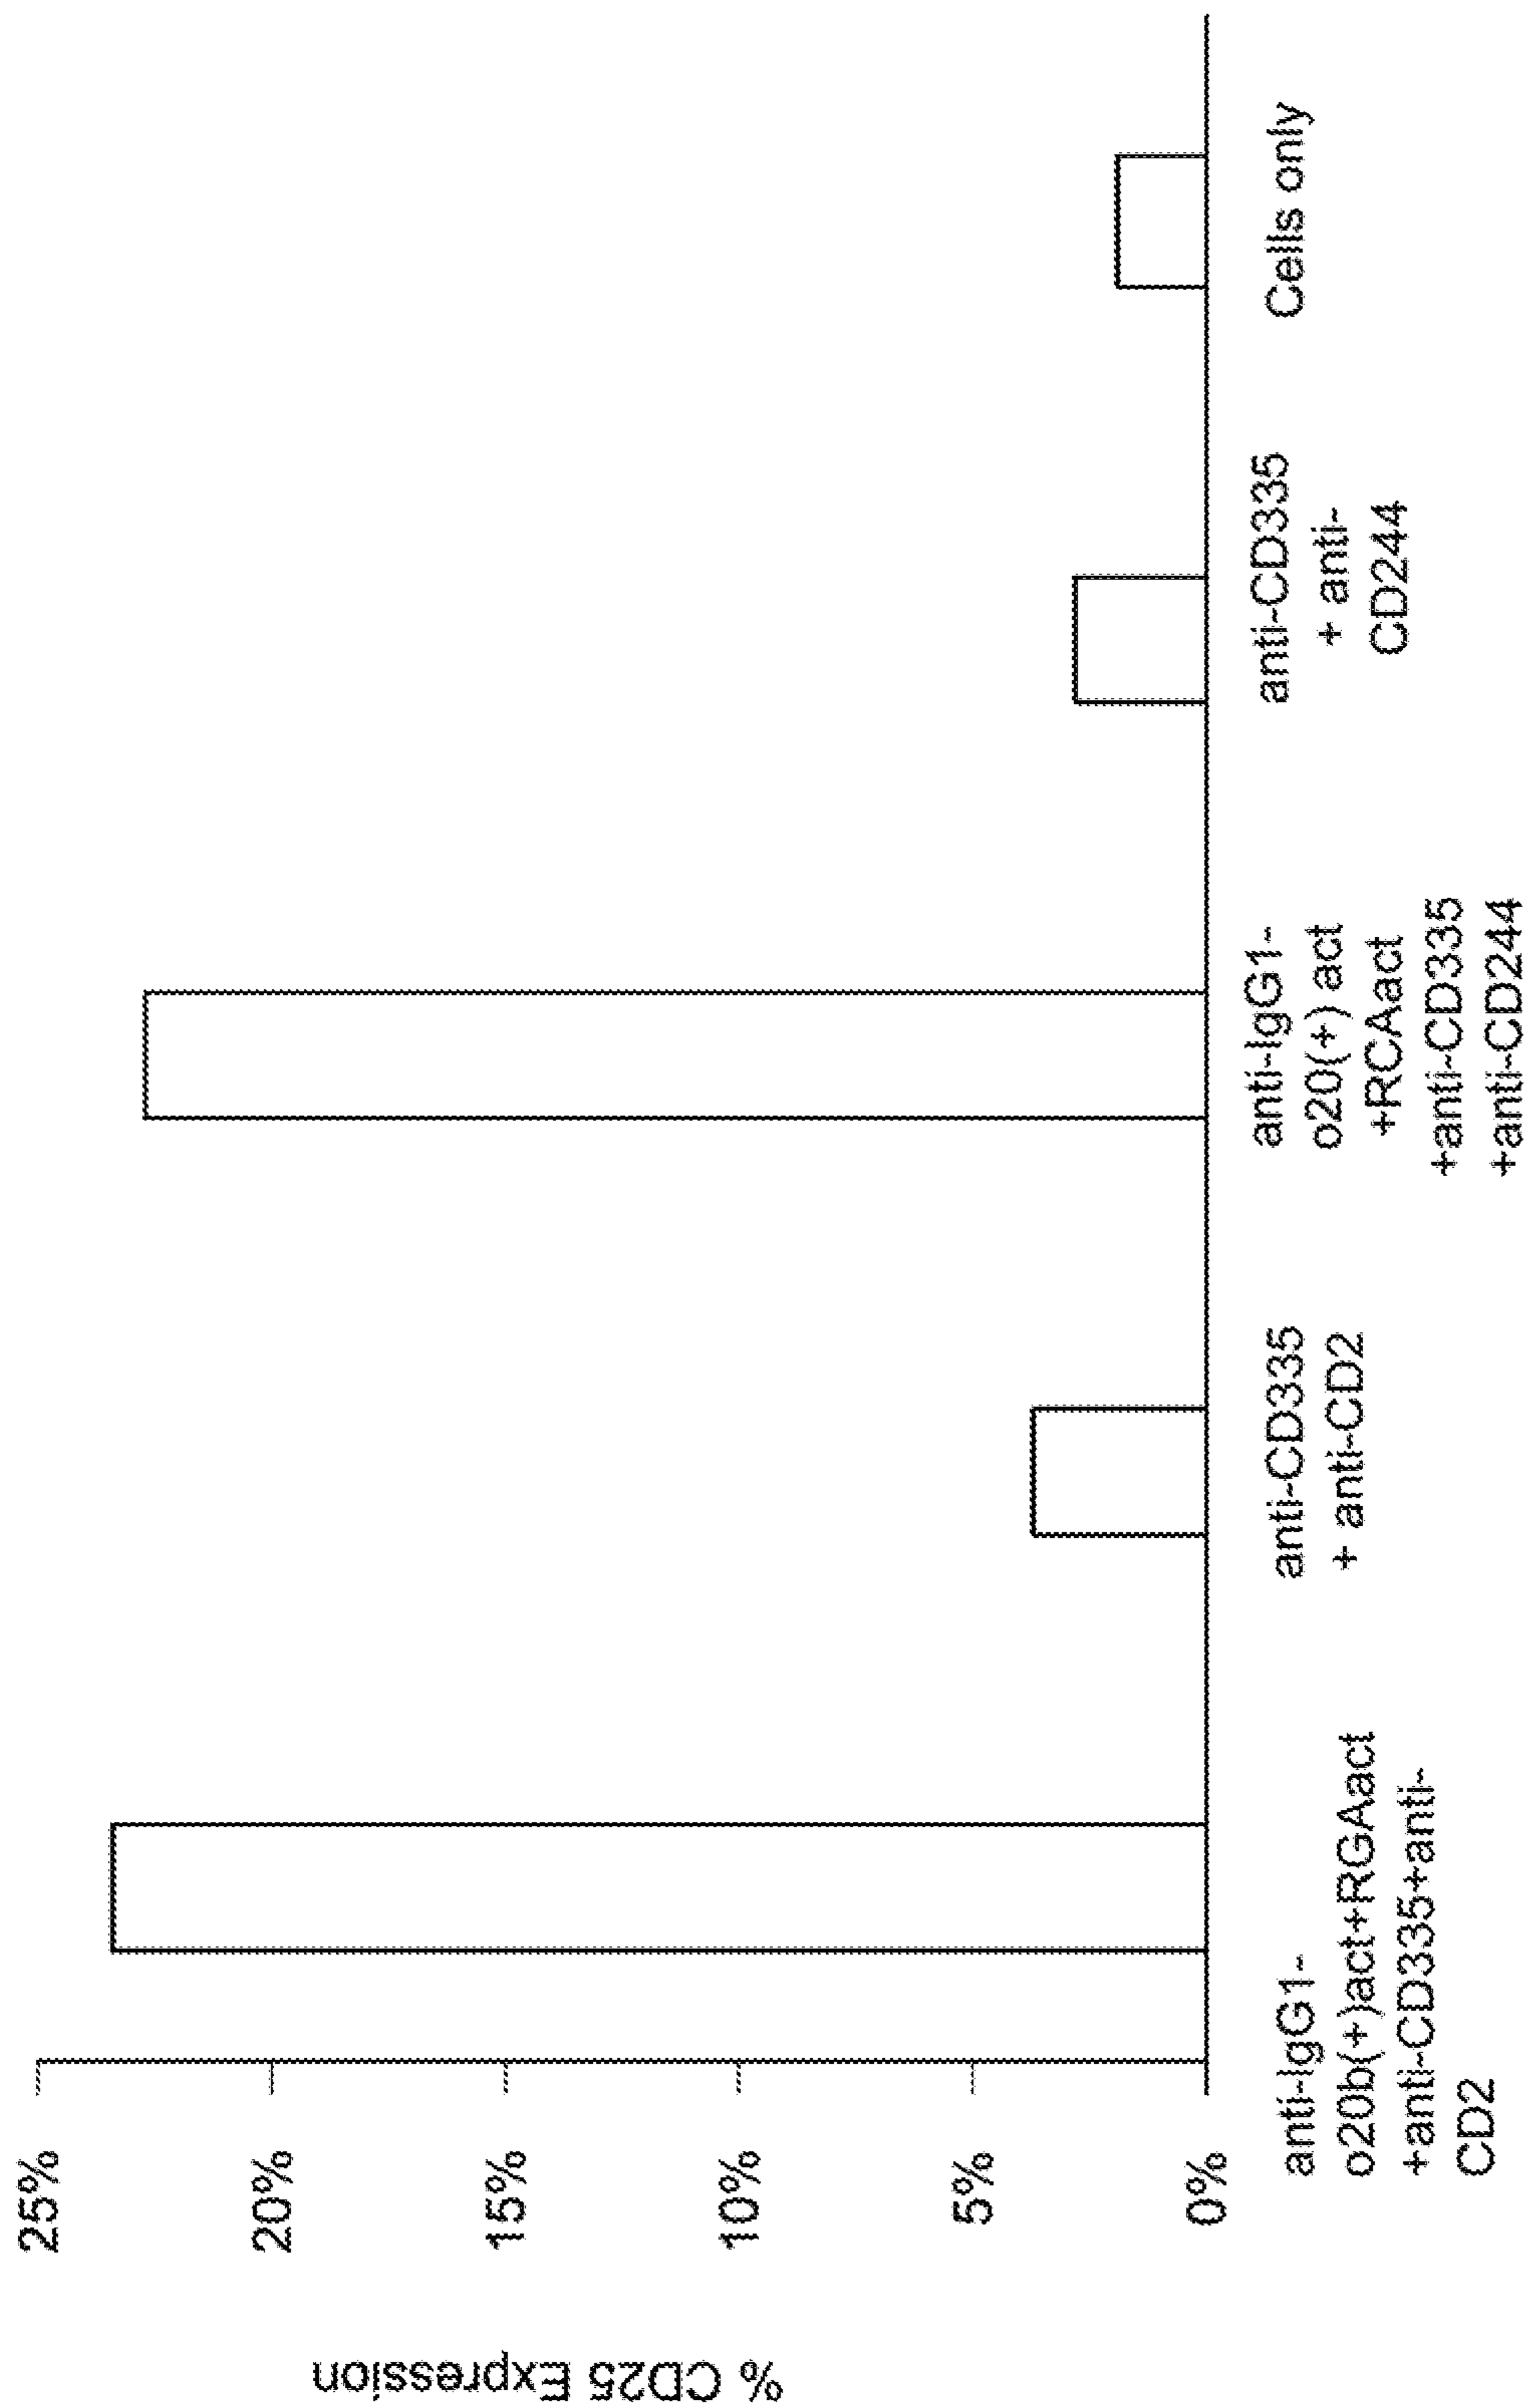 % CD25 Expression
25%
20%
15%
10%
5%
0%
anti-IgG1-
o20b(+)act+RGAact
+anti-CD335+anti-
CD2
anti-CD335
+ anti-CD2
anti-IgG1-
o20(+) act
+RCAact
+anti-CD335
+anti-CD244
anti-CD335
+ anti-
CD244
Cells only